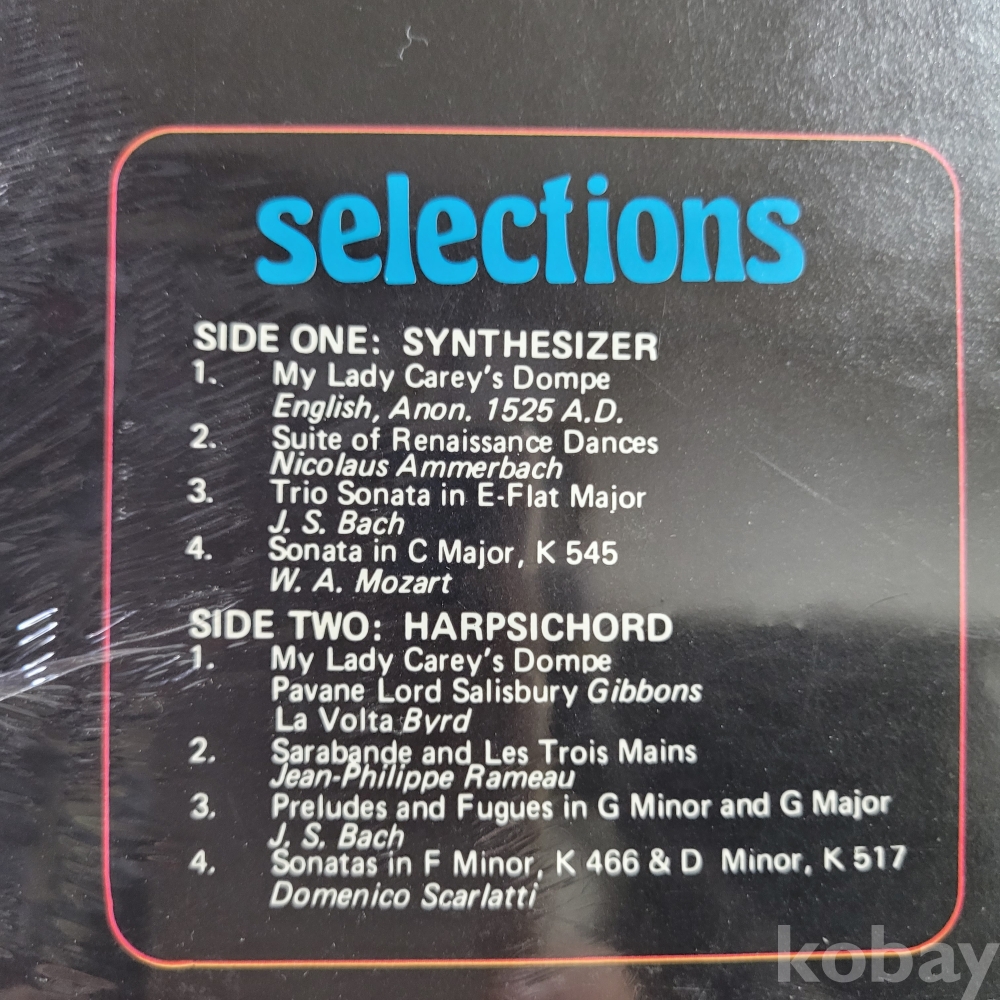 selections
SIDE ONE: SYNTHESIZER
1. My Lady Carey's Dompe
English, Anon. 1525 A.D.
2. Suite of Renaissance Dances
Nicolaus Ammerbach
3. Trio Sonata in E-Flat Major
J. S. Bach
4. Sonata in C Major, K 545
W. A. Mozart
SIDE TWO: HARPSICHORD
1. My Lady Carey's Dompe
Pavane Lord Salisbury Gibbons
La Volta Byrd
2. Sarabande and Les Trois Mains
Jean-Philippe Rameau
3. Preludes and Fugues in G Minor and G Major
J. S. Bach
4. Sonatas in F Minor, K 466 & D Minor, K 517
Domenico Scarlatti
kobay